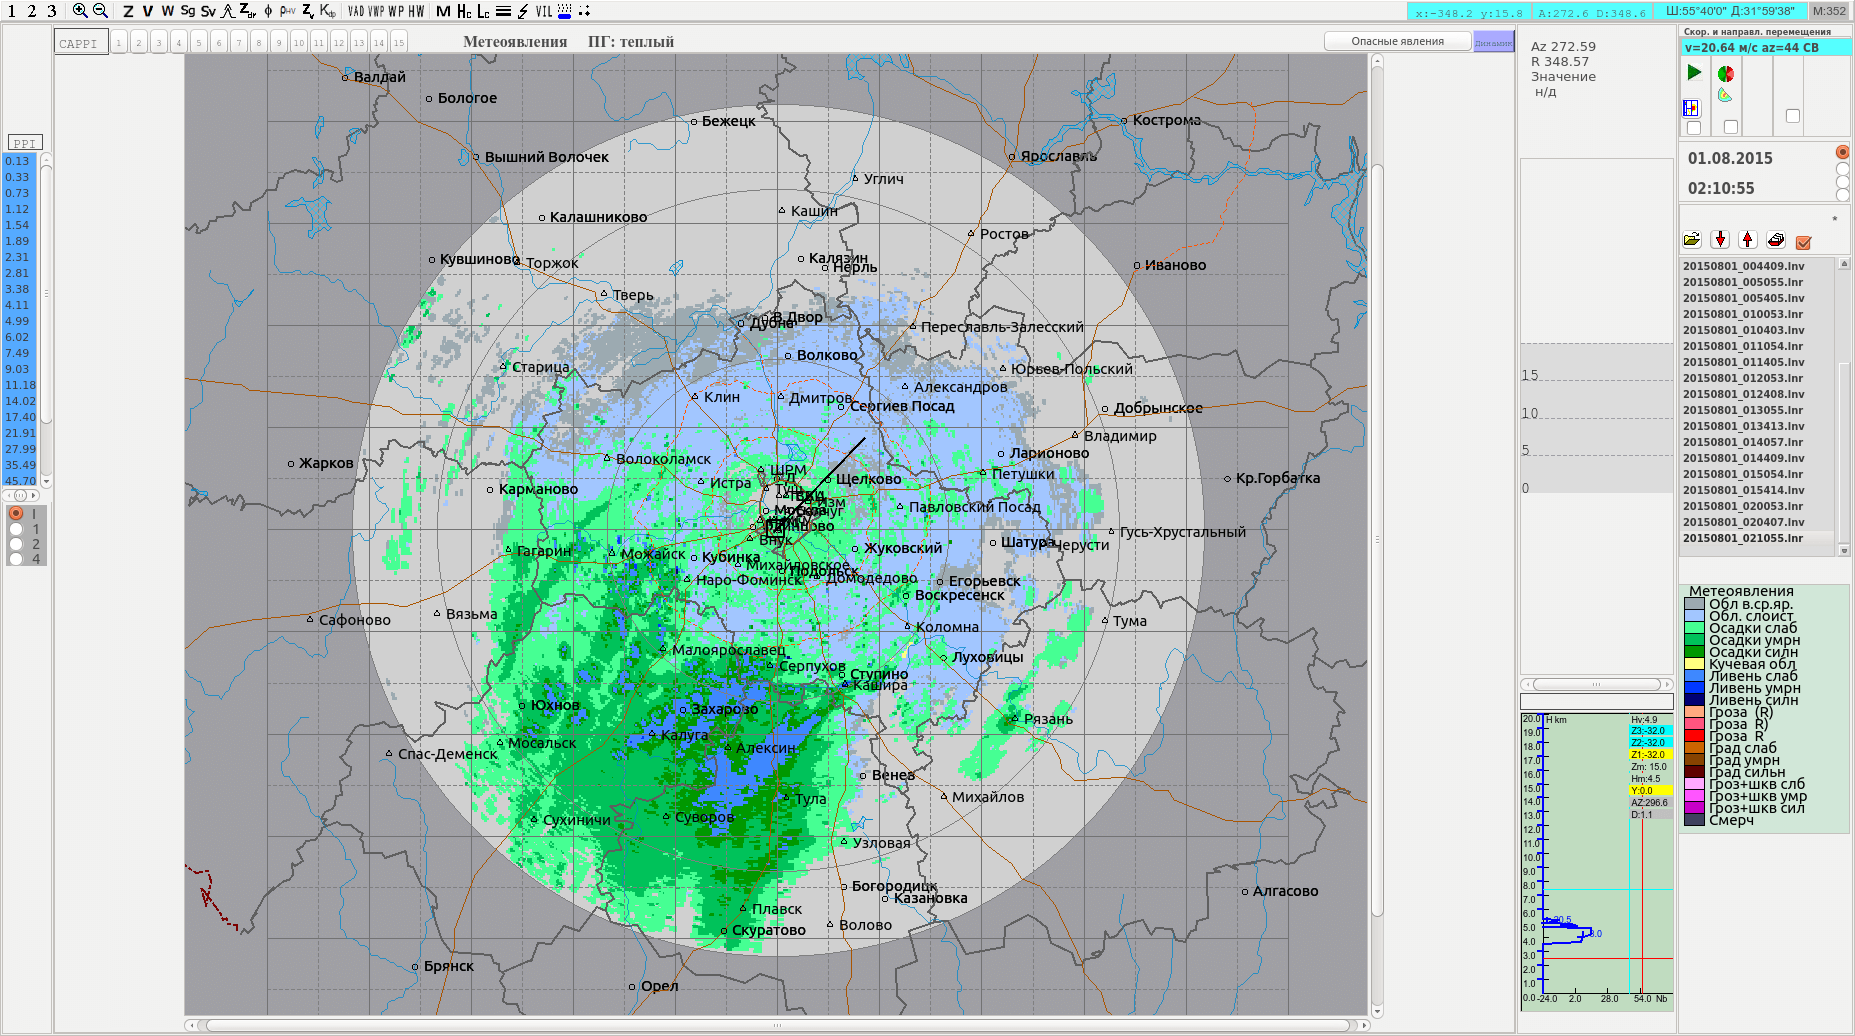 1 2 3 Z V W Sg Sv Λ Zdr ϕ ρHV Zv Kdp VAD VWP WP HW M Hc Lc VIL
x:-348.2 y:15.8 A:272.6 D:348.6 Ш:55°40'0" Д:31°59'38" М:352
CAPPI 1 2 3 4 5 6 7 8 9 10 11 12 13 14 15
Метеоявления ПГ: теплый
Опасные явления
Динамик
PPI
0.13
0.33
0.73
1.12
1.54
1.89
2.31
2.81
3.38
4.11
4.99
6.02
7.49
9.03
11.18
14.02
17.40
21.91
27.99
35.49
45.70
I
1
2
4
Валдай
Бологое
Бежецк
Кострома
Вышний Волочек
Ярославль
Углич
Калашниково
Кашин
Ростов
Кувшиново
Торжок
Калязин
Нерль
Иваново
Тверь
Дубна
В.Двор
Переславль-Залесский
Волково
Старица
Юрьев-Польский
Александров
Клин
Дмитров
Сергиев Посад
Добрынское
Владимир
Жарков
Волоколамск
Ларионово
ШРМ
Петушки
Кр.Горбатка
Карманово
Истра
Щелково
Павловский Посад
Гусь-Хрустальный
Шатура
Черусти
Внук
Гагарин
Можайск
Кубинка
Жуковский
Михайловское
Подольск
Наро-Фоминск
Домодедово
Егорьевск
Воскресенск
Сафоново
Вязьма
Коломна
Тума
Малоярославец
Серпухов
Луховицы
Ступино
Кашира
Юхнов
Захарово
Рязань
Мосальск
Калуга
Алексин
Спас-Деменск
Венев
Тула
Михайлов
Сухиничи
Суворов
Узловая
Богородицк
Казановка
Алгасово
Плавск
Волово
Скуратово
Брянск
Орел
Az 272.59
R 348.57
Значение
н/д
15
10
5
0
Скор. и направл. перемещения
v=20.64 м/с az=44 СВ
01.08.2015
02:10:55
*
20150801_004409.lnv
20150801_005055.lnr
20150801_005405.lnv
20150801_010053.lnr
20150801_010403.lnv
20150801_011054.lnr
20150801_011405.lnv
20150801_012053.lnr
20150801_012408.lnv
20150801_013055.lnr
20150801_013413.lnv
20150801_014057.lnr
20150801_014409.lnv
20150801_015054.lnr
20150801_015414.lnv
20150801_020053.lnr
20150801_020407.lnv
20150801_021055.lnr
Метеоявления
Обл в.ср.яр.
Обл. слоист
Осадки слаб
Осадки умрн
Осадки силн
Кучевая обл
Ливень слаб
Ливень умрн
Ливень силн
Гроза (R)
Гроза R)
Гроза R
Град слаб
Град умрн
Град сильн
Гроз+шкв слб
Гроз+шкв умр
Гроз+шкв сил
Смерч
H km
20.0
19.0
18.0
17.0
16.0
15.0
14.0
13.0
12.0
11.0
10.0
9.0
8.0
7.0
6.0
5.0
4.0
3.0
2.0
1.0
0.0
-24.0 2.0 28.0 54.0 Nb
Hv:4.9
Z3:-32.0
Z2:-32.0
Z1:-32.0
Zm: 15.0
Hm:4.5
Y:0.0
AZ:296.6
D:1.1